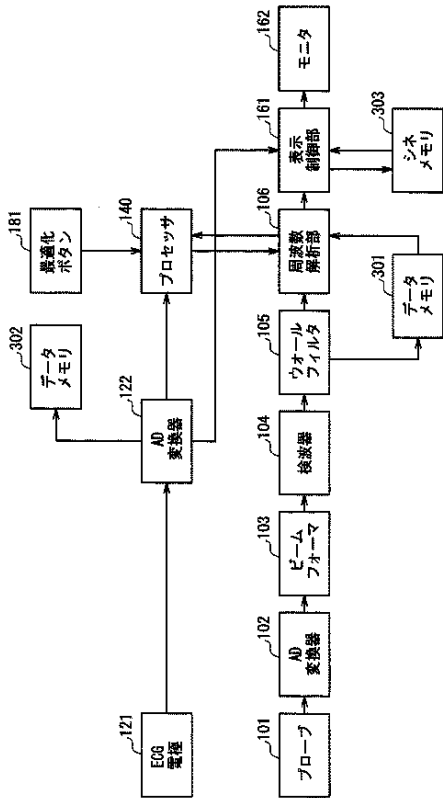 121
ECG
電極
122
AD
変換器
302
データ
メモリ
181
最適化
ボタン
140
プロセッサ
101
プローブ
102
AD
変換器
103
ビーム
フォーマ
104
検波器
105
ウォール
フィルタ
106
周波数
解析部
161
表示
制御部
162
モニタ
301
データ
メモリ
303
シネ
メモリ